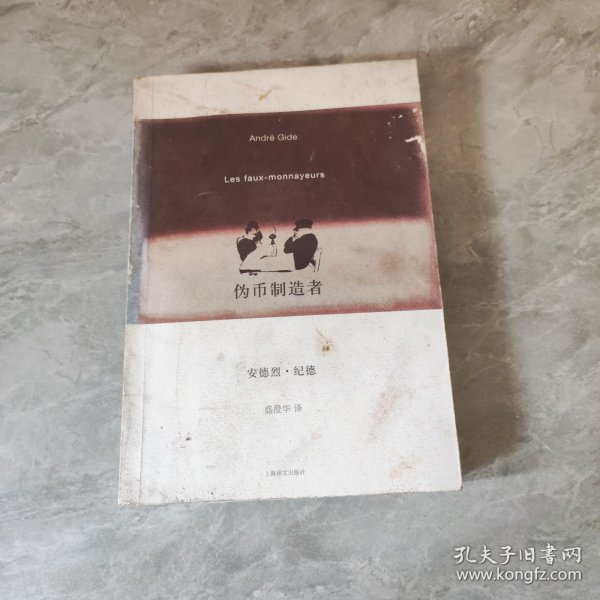 André Gide
Les faux-monnayeurs
伪币制造者
安德烈·纪德
盛澄华 译
上海译文出版社
孔夫子旧书网
www.kongfz.com